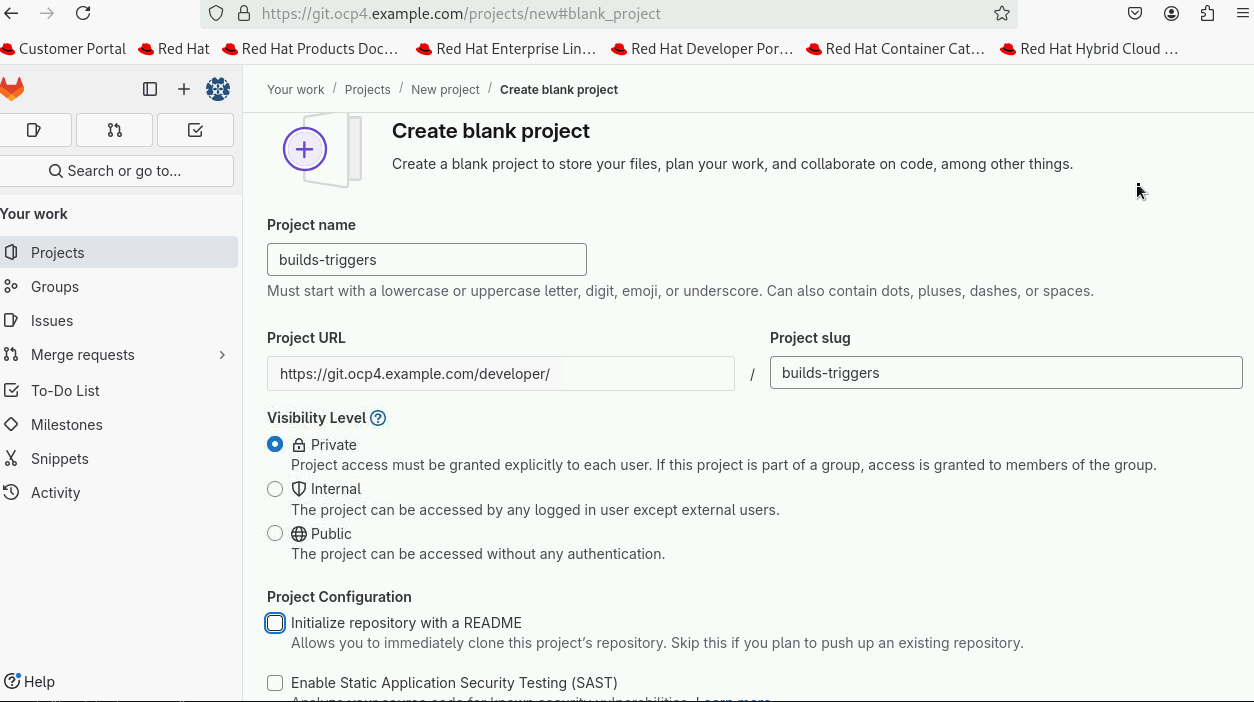 https://git.ocp4.example.com/projects/new#blank_project
Customer Portal Red Hat Red Hat Products Doc… Red Hat Enterprise Lin… Red Hat Developer Por… Red Hat Container Cat… Red Hat Hybrid Cloud …
Your work / Projects / New project / Create blank project
Search or go to...
Your work
Projects
Groups
Issues
Merge requests
To-Do List
Milestones
Snippets
Activity
Help
Create blank project
Create a blank project to store your files, plan your work, and collaborate on code, among other things.
Project name
builds-triggers
Must start with a lowercase or uppercase letter, digit, emoji, or underscore. Can also contain dots, pluses, dashes, or spaces.
Project URL
https://git.ocp4.example.com/developer/
/
Project slug
builds-triggers
Visibility Level
Private
Project access must be granted explicitly to each user. If this project is part of a group, access is granted to members of the group.
Internal
The project can be accessed by any logged in user except external users.
Public
The project can be accessed without any authentication.
Project Configuration
Initialize repository with a README
Allows you to immediately clone this project's repository. Skip this if you plan to push up an existing repository.
Enable Static Application Security Testing (SAST)
Analyze your source code for known security vulnerabilities. Learn more.